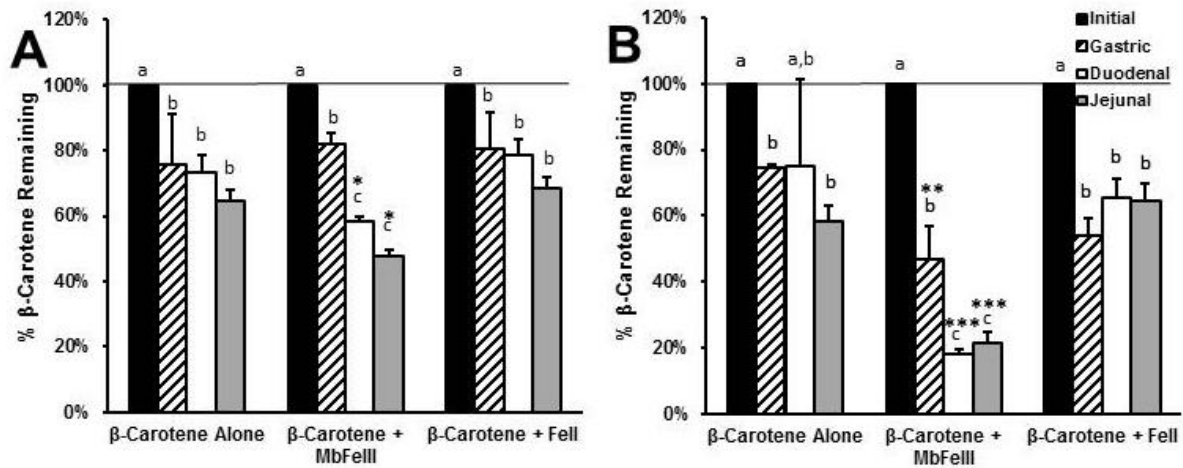 A
% β-Carotene Remaining
120%
100%
80%
60%
40%
20%
0%
a
b
b
b
a
b
*
c
*
c
a
b
b
b
β-Carotene Alone
β-Carotene +
MbFeIII
β-Carotene + FeII
B
% β-Carotene Remaining
120%
100%
80%
60%
40%
20%
0%
a
b
a,b
b
a
**
b
***
c
***
c
a
b
b
b
Initial
Gastric
Duodenal
Jejunal
β-Carotene Alone
β-Carotene +
MbFeIII
β-Carotene + FeII